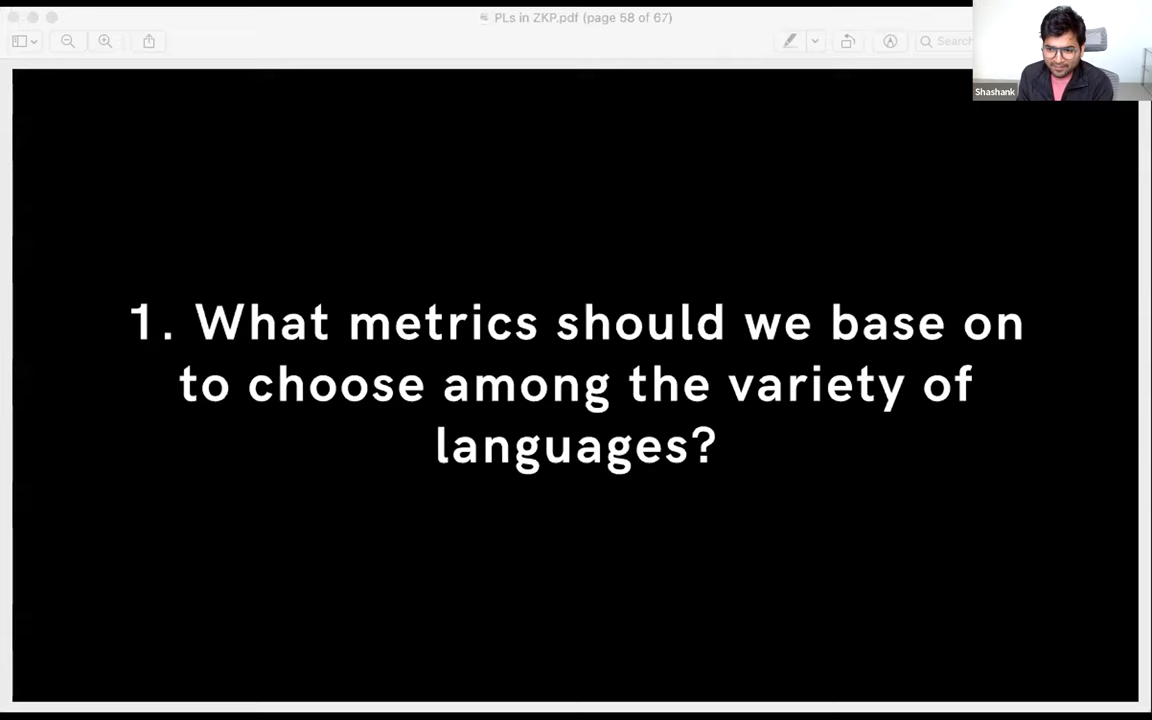 PLs in ZKP.pdf (page 58 of 67)
Search
Shashank
1. What metrics should we base on
to choose among the variety of
languages?